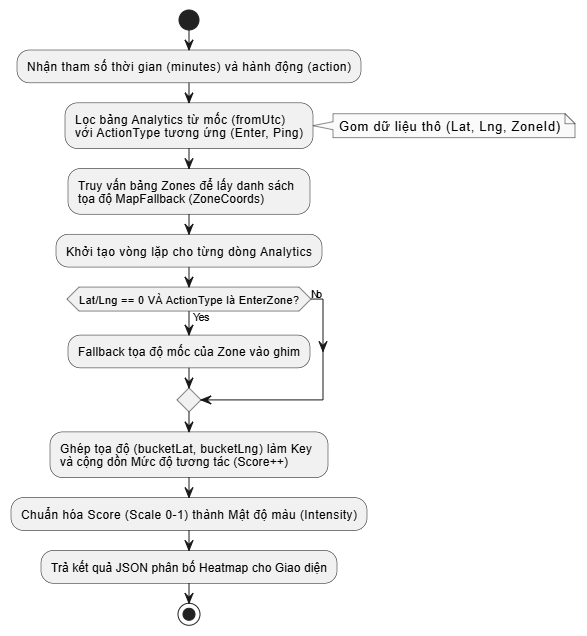 Nhận tham số thời gian (minutes) và hành động (action)
Lọc bảng Analytics từ mốc (fromUtc)
với ActionType tương ứng (Enter, Ping)
Gom dữ liệu thô (Lat, Lng, ZoneId)
Truy vấn bảng Zones để lấy danh sách
tọa độ MapFallback (ZoneCoords)
Khởi tạo vòng lặp cho từng dòng Analytics
Lat/Lng == 0 VÀ ActionType là EnterZone?
No
Yes
Fallback tọa độ mốc của Zone vào ghim
Ghép tọa độ (bucketLat, bucketLng) làm Key
và cộng dồn Mức độ tương tác (Score++)
Chuẩn hóa Score (Scale 0-1) thành Mật độ màu (Intensity)
Trả kết quả JSON phân bố Heatmap cho Giao diện